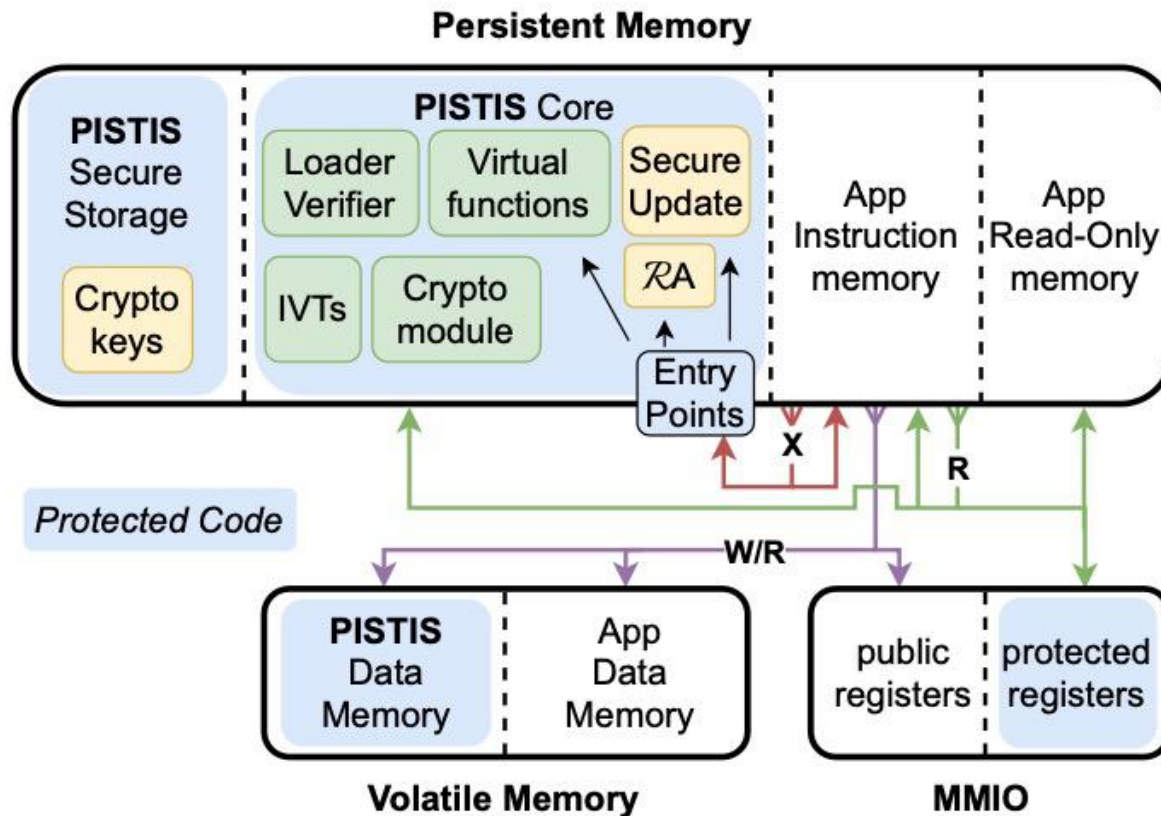 Persistent Memory
PISTIS
Secure
Storage
Crypto
keys
PISTIS Core
Loader
Verifier
Virtual
functions
Secure
Update
IVTs
Crypto
module
ℛA
Entry
Points
App
Instruction
memory
App
Read-Only
memory
X
R
Protected Code
W/R
PISTIS
Data
Memory
App
Data
Memory
public
registers
protected
registers
Volatile Memory
MMIO